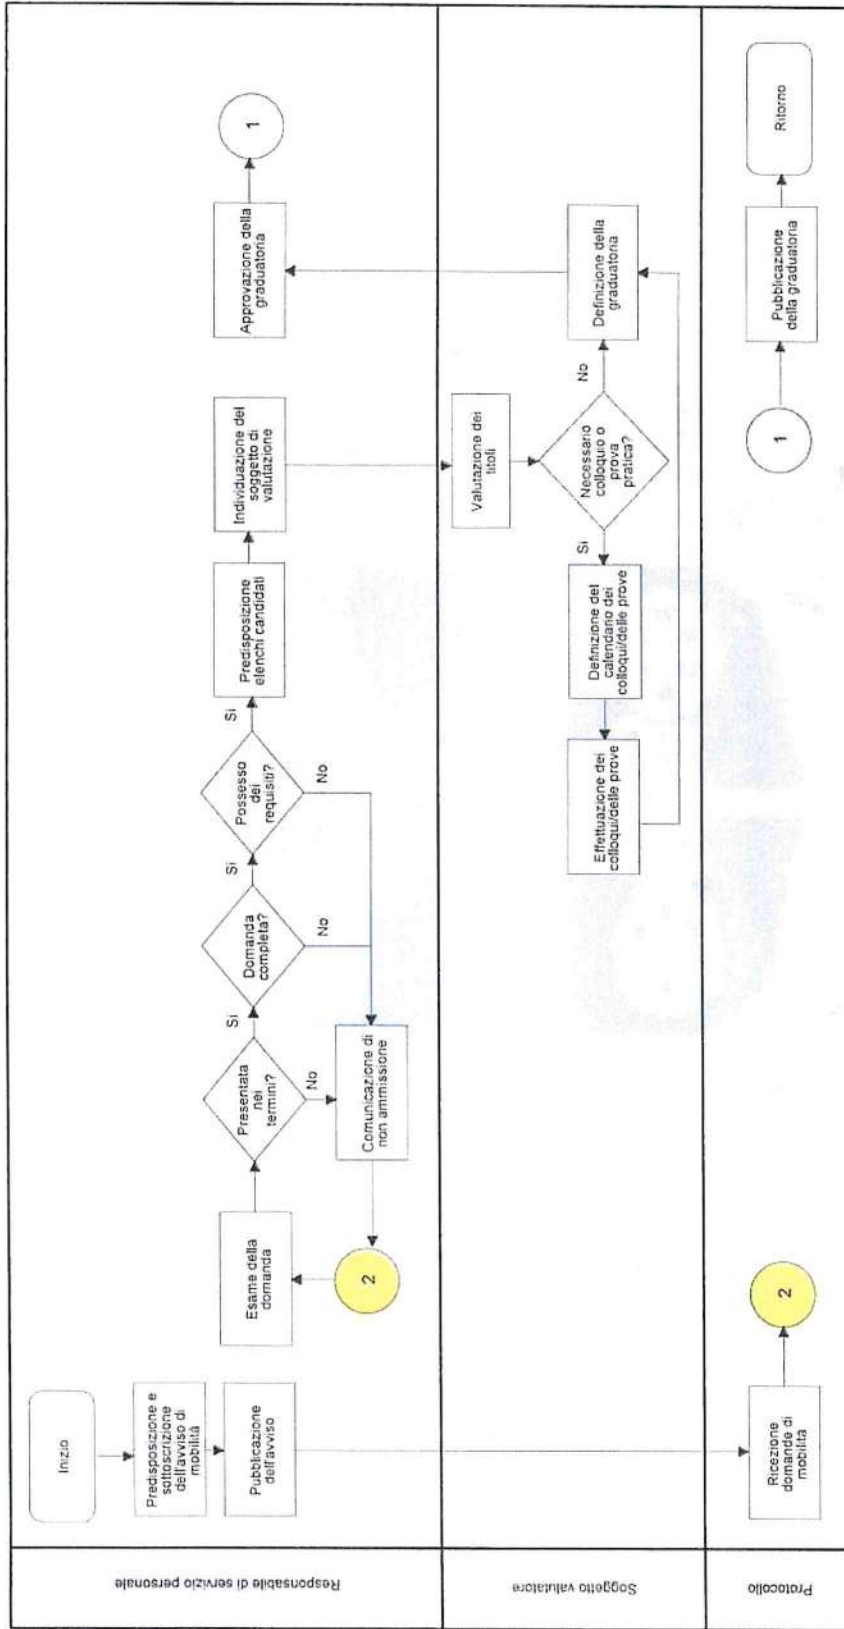 Responsabile di servizio personale
Inizio
Predisposizione e
sottoscrizione
dell'avviso di
mobilità
Pubblicazione
dell'avviso
Esame della
domanda
2
Presentata
nei
termini?
Si
No
Comunicazione di
non ammissione
Domanda
completa?
Si
No
Possesso
dei
requisiti?
Si
No
Predisposizione
elenchi candidati
Individuazione del
soggetto di
valutazione
Approvazione della
graduatoria
1
Soggetto valutatore
Valutazione dei
titoli
Necessario
colloquio o
prova
pratica?
Si
No
Definizione del
calendario dei
colloqui/delle prove
Effettuazione dei
colloqui/delle prove
Definizione della
graduatoria
Protocollo
Ricezione
domande di
mobilità
2
1
Pubblicazione
della graduatoria
Ritorno